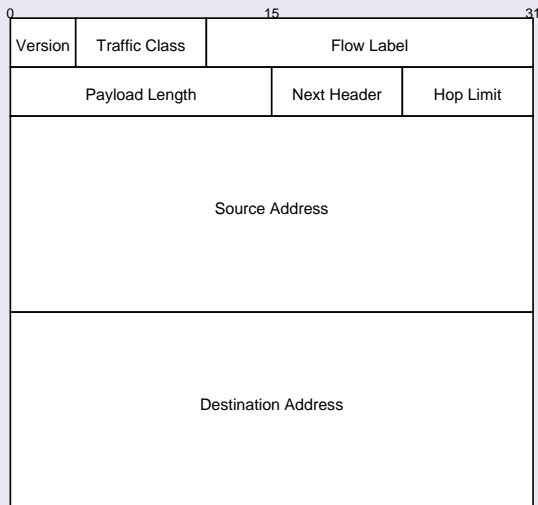 0 15 31
Version Traffic Class Flow Label
Payload Length Next Header Hop Limit
Source Address
Destination Address